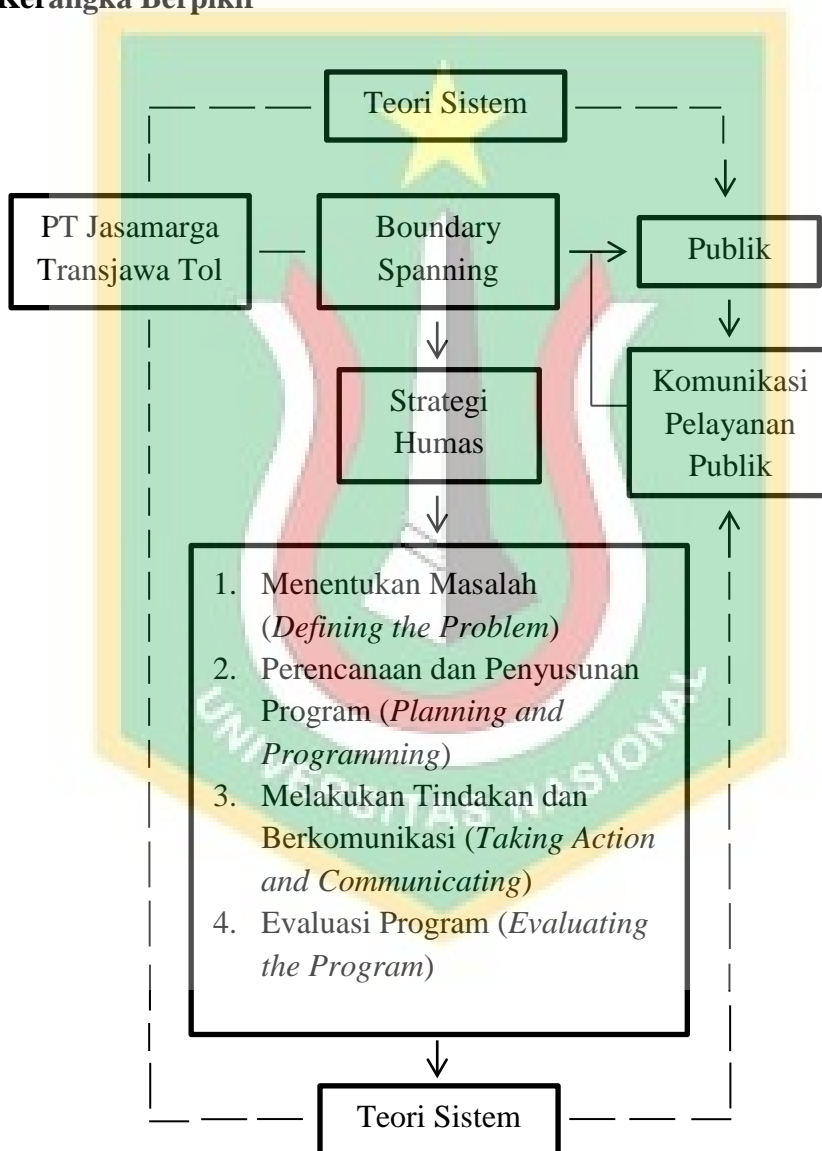 Kerangka Berpikir
Teori Sistem
PT Jasamarga
Transjawa Tol
Boundary
Spanning
Publik
Strategi
Humas
Komunikasi
Pelayanan
Publik
1. Menentukan Masalah
(Defining the Problem)
2. Perencanaan dan Penyusunan
Program (Planning and
Programming)
3. Melakukan Tindakan dan
Berkomunikasi (Taking Action
and Communicating)
4. Evaluasi Program (Evaluating
the Program)
UNIVERSITAS NASIONAL
Teori Sistem